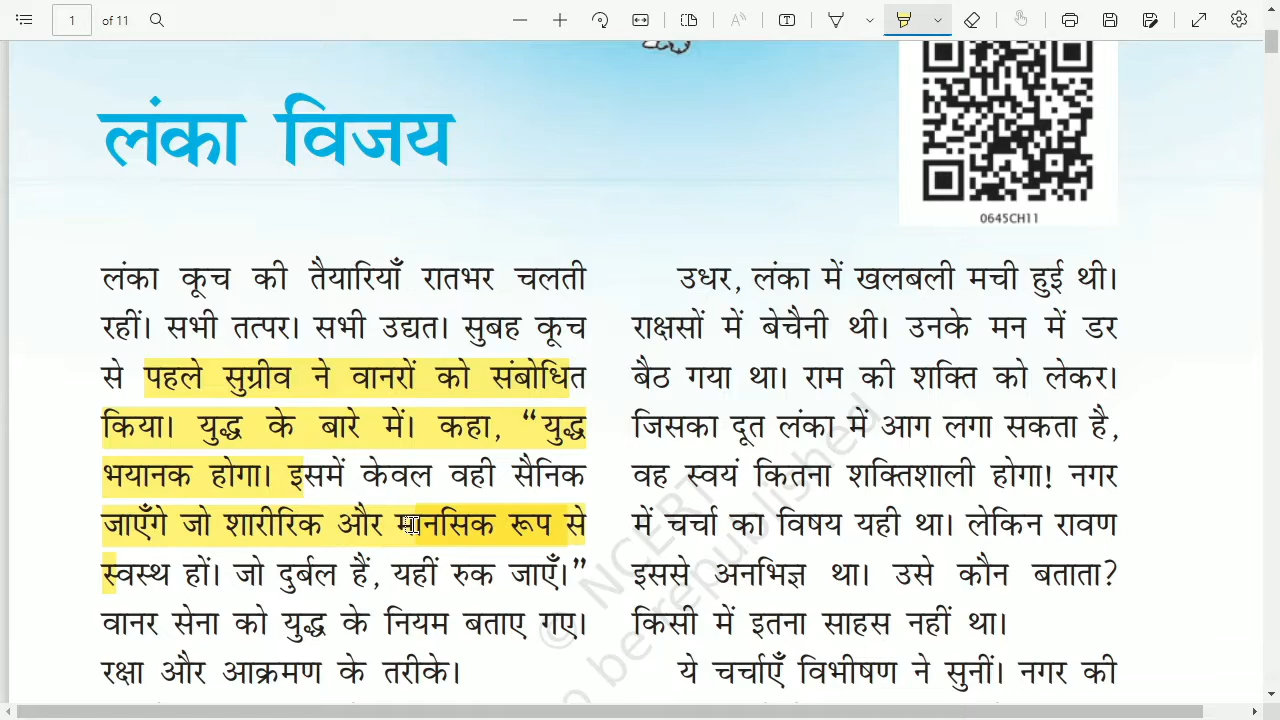 1 of 11
लंका विजय
0645CH11
लंका कूच की तैयारियाँ रातभर चलती
रहीं। सभी तत्पर। सभी उद्यत। सुबह कूच
से पहले सुग्रीव ने वानरों को संबोधित
किया। युद्ध के बारे में। कहा, “युद्ध
भयानक होगा। इसमें केवल वही सैनिक
जाएँगे जो शारीरिक और मानसिक रूप से
स्वस्थ हों। जो दुर्बल हैं, यहीं रुक जाएँ।”
वानर सेना को युद्ध के नियम बताए गए।
रक्षा और आक्रमण के तरीके।
उधर, लंका में खलबली मची हुई थी।
राक्षसों में बेचैनी थी। उनके मन में डर
बैठ गया था। राम की शक्ति को लेकर।
जिसका दूत लंका में आग लगा सकता है,
वह स्वयं कितना शक्तिशाली होगा! नगर
में चर्चा का विषय यही था। लेकिन रावण
इससे अनभिज्ञ था। उसे कौन बताता?
किसी में इतना साहस नहीं था।
ये चर्चाएँ विभीषण ने सुनीं। नगर की
© NCERT
o be republished